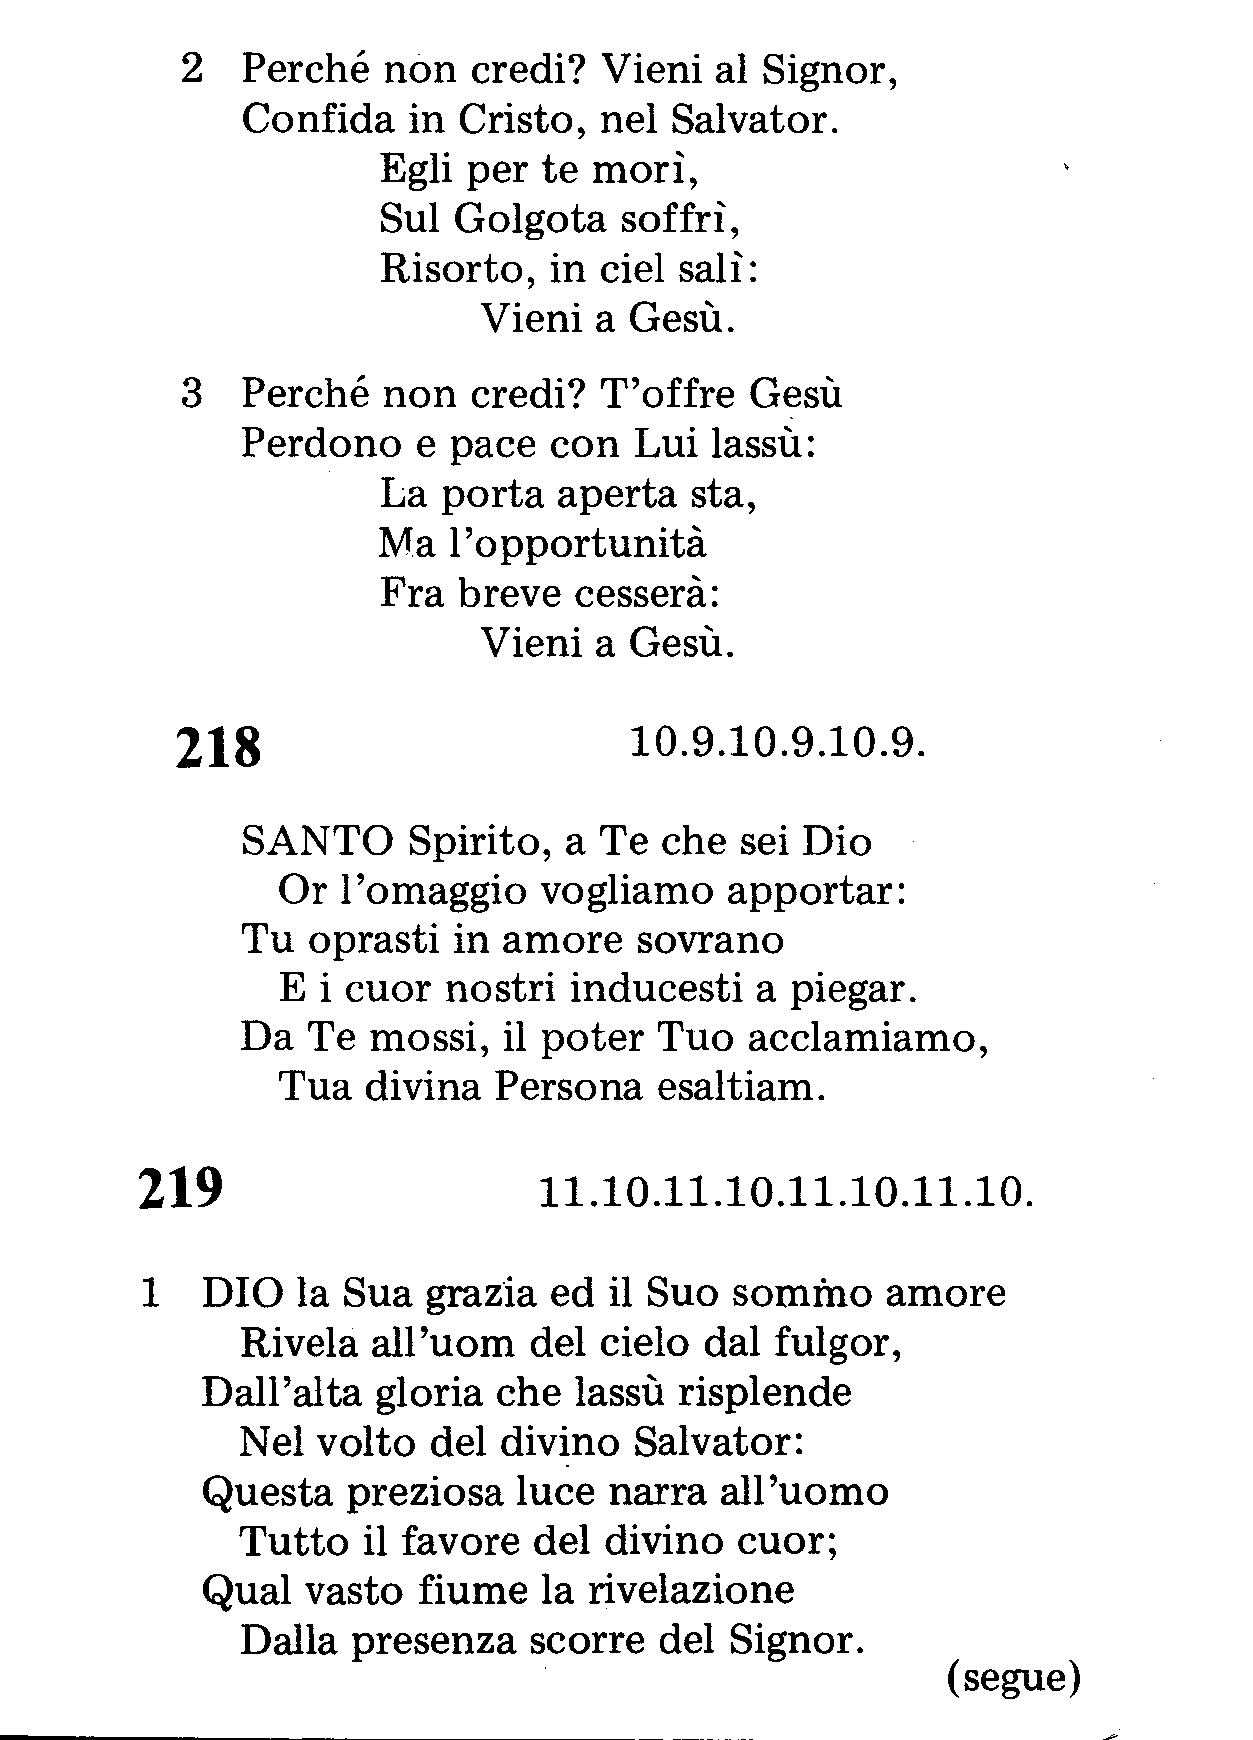 2 Perché non credi? Vieni al Signor,
Confida in Cristo, nel Salvator.
Egli per te morì,
Sul Golgota soffrì,
Risorto, in ciel salì:
Vieni a Gesù.
3 Perché non credi? T'offre Gesù
Perdono e pace con Lui lassù:
La porta aperta sta,
Ma l'opportunità
Fra breve cesserà:
Vieni a Gesù.
218 10.9.10.9.10.9.
SANTO Spirito, a Te che sei Dio
Or l'omaggio vogliamo apportar:
Tu oprasti in amore sovrano
E i cuor nostri inducesti a piegar.
Da Te mossi, il poter Tuo acclamiamo,
Tua divina Persona esaltiam.
219 11.10.11.10.11.10.11.10.
1 DIO la Sua grazia ed il Suo sommo amore
Rivela all'uom del cielo dal fulgor,
Dall'alta gloria che lassù risplende
Nel volto del divino Salvator:
Questa preziosa luce narra all'uomo
Tutto il favore del divino cuor;
Qual vasto fiume la rivelazione
Dalla presenza scorre del Signor.
(segue)